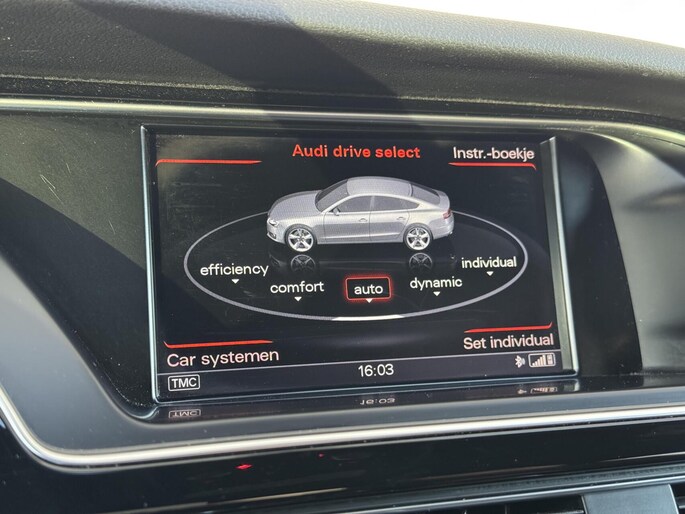 Audi drive select
Instr.-boekje
efficiency
comfort
auto
dynamic
individual
Car systemen
Set individual
TMC
16:03